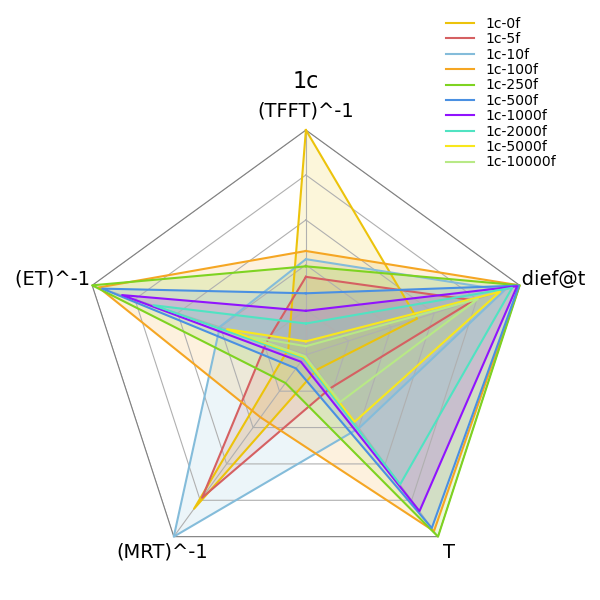 1c-0f
1c-5f
1c-10f
1c-100f
1c-250f
1c-500f
1c-1000f
1c-2000f
1c-5000f
1c-10000f
1c
(TFFT)^-1
(ET)^-1
dief@t
(MRT)^-1
T